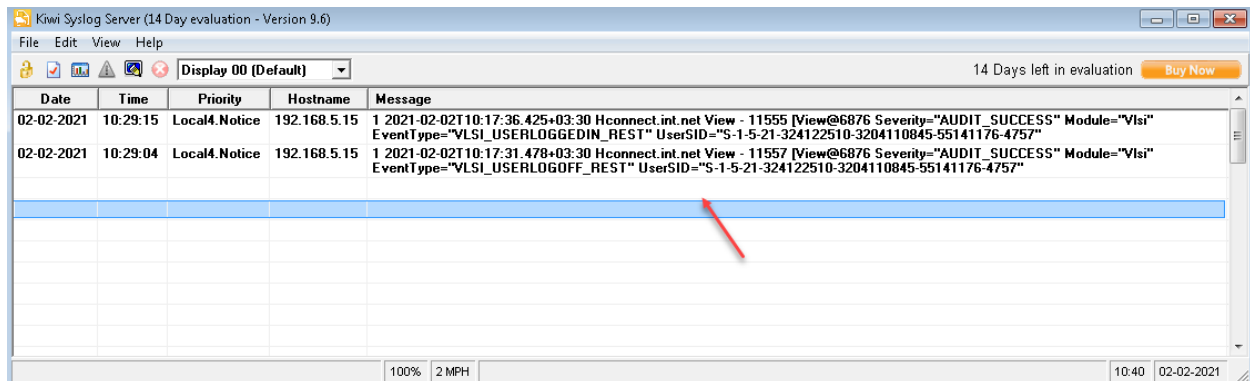 Kiwi Syslog Server (14 Day evaluation - Version 9.6)
File Edit View Help
Display 00 (Default)
14 Days left in evaluation Buy Now
Date Time Priority Hostname Message
02-02-2021 10:29:15 Local4.Notice 192.168.5.15 1 2021-02-02T10:17:36.425+03:30 Hconnect.int.net View - 11555 [View@6876 Severity="AUDIT_SUCCESS" Module="Vlsi"
EventType="VLSI_USERLOGGEDIN_REST" UserSID="S-1-5-21-324122510-3204110845-55141176-4757"
02-02-2021 10:29:04 Local4.Notice 192.168.5.15 1 2021-02-02T10:17:31.478+03:30 Hconnect.int.net View - 11557 [View@6876 Severity="AUDIT_SUCCESS" Module="Vlsi"
EventType="VLSI_USERLOGOFF_REST" UserSID="S-1-5-21-324122510-3204110845-55141176-4757"
100% 2 MPH 10:40 02-02-2021